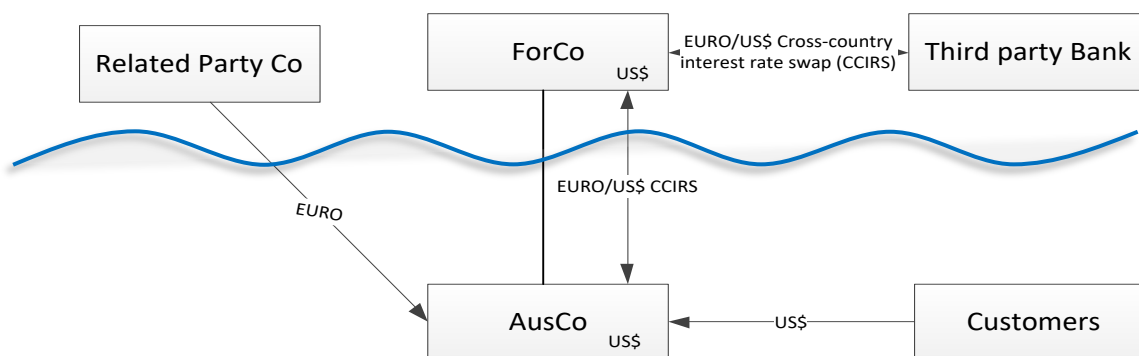 Related Party Co
ForCo
US$
EURO/US$ Cross-country
interest rate swap (CCIRS)
Third party Bank
EURO/US$ CCIRS
EURO
AusCo
US$
US$
Customers